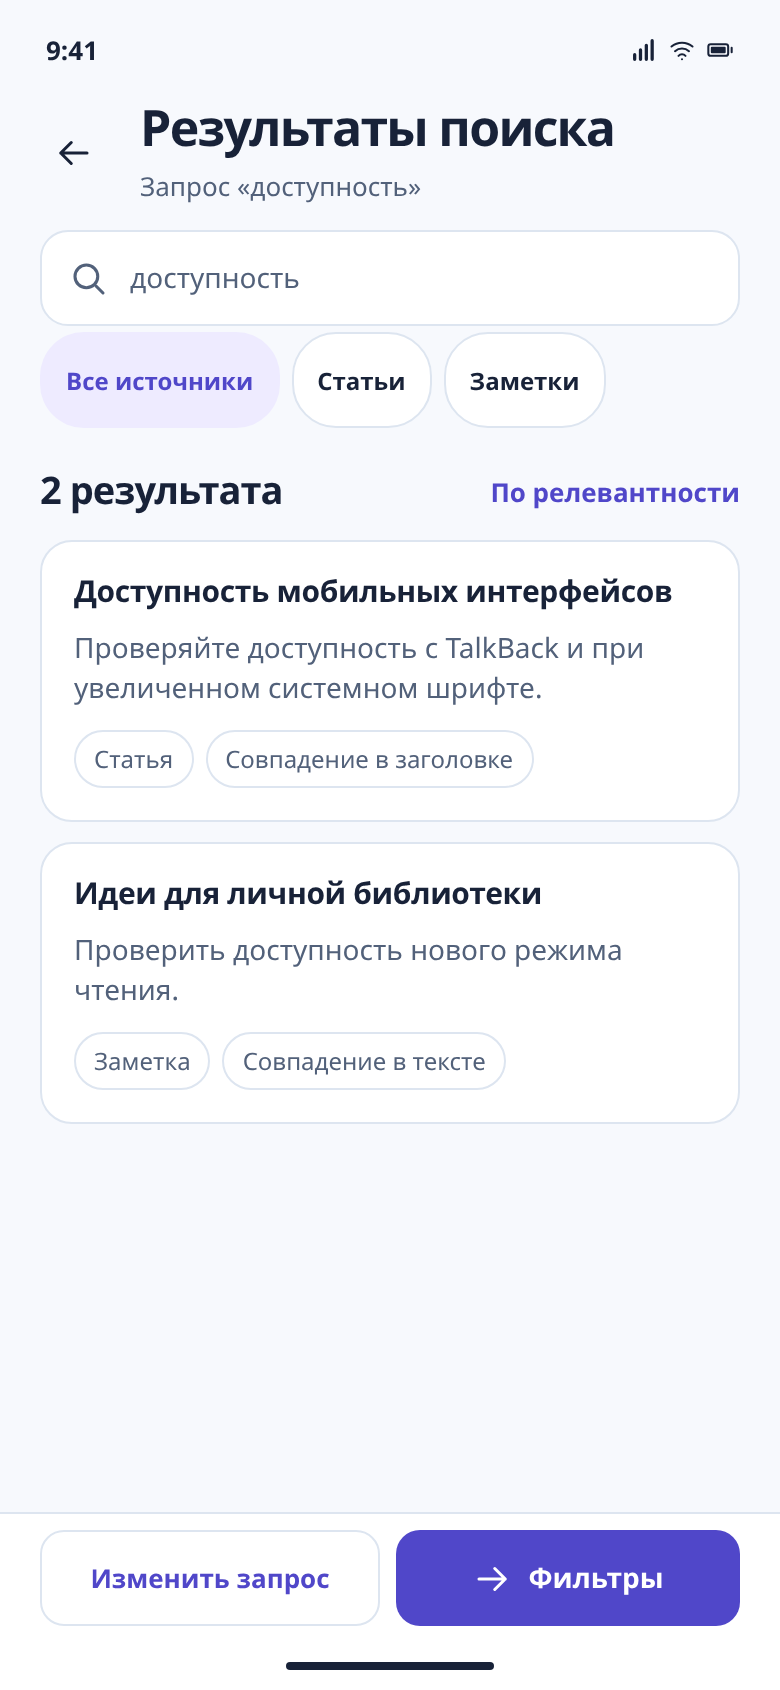 9:41
Результаты поиска
Запрос «доступность»
доступность
Все источники
Статьи
Заметки
2 результата
По релевантности
Доступность мобильных интерфейсов
Проверяйте доступность с TalkBack и при
увеличенном системном шрифте.
Статья
Совпадение в заголовке
Идеи для личной библиотеки
Проверить доступность нового режима
чтения.
Заметка
Совпадение в тексте
Изменить запрос
Фильтры